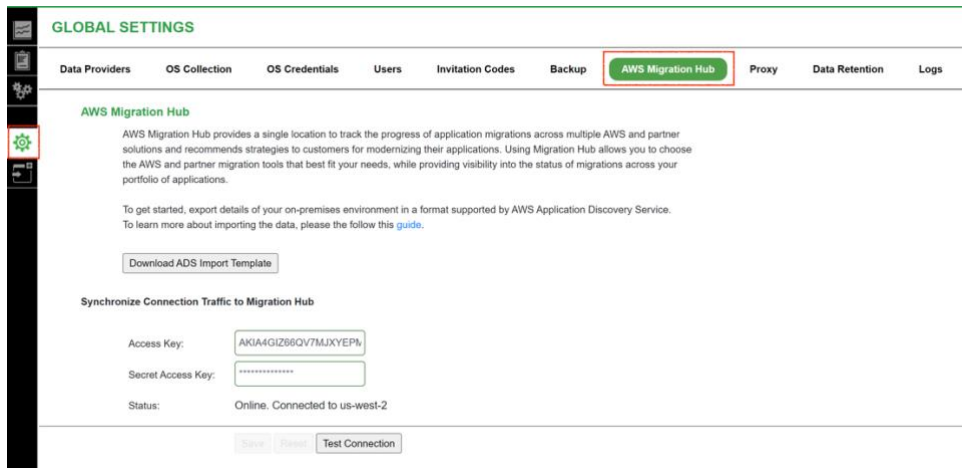 GLOBAL SETTINGS
Data Providers OS Collection OS Credentials Users Invitation Codes Backup AWS Migration Hub Proxy Data Retention Logs
AWS Migration Hub
AWS Migration Hub provides a single location to track the progress of application migrations across multiple AWS and partner
solutions and recommends strategies to customers for modernizing their applications. Using Migration Hub allows you to choose
the AWS and partner migration tools that best fit your needs, while providing visibility into the status of migrations across your
portfolio of applications.
To get started, export details of your on-premises environment in a format supported by AWS Application Discovery Service.
To learn more about importing the data, please the follow this guide.
Download ADS Import Template
Synchronize Connection Traffic to Migration Hub
Access Key: AKIA4GIZ66QV7MJXYEPM
Secret Access Key: **************
Status: Online. Connected to us-west-2
Save Reset Test Connection